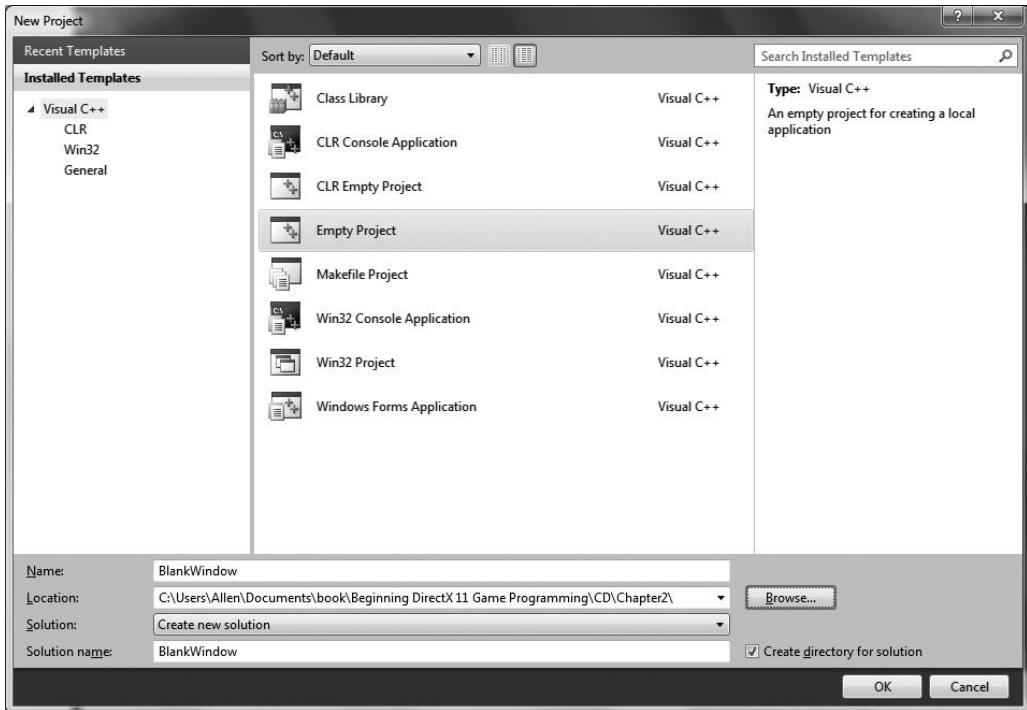 New Project
Recent Templates
Installed Templates
Visual C++
CLR
Win32
General
Sort by: Default
Class Library Visual C++
CLR Console Application Visual C++
CLR Empty Project Visual C++
Empty Project Visual C++
Makefile Project Visual C++
Win32 Console Application Visual C++
Win32 Project Visual C++
Windows Forms Application Visual C++
Search Installed Templates
Type: Visual C++
An empty project for creating a local
application
Name: BlankWindow
Location: C:\Users\Allen\Documents\book\Beginning DirectX 11 Game Programming\CD\Chapter2\ Browse...
Solution: Create new solution
Solution name: BlankWindow Create directory for solution
OK Cancel